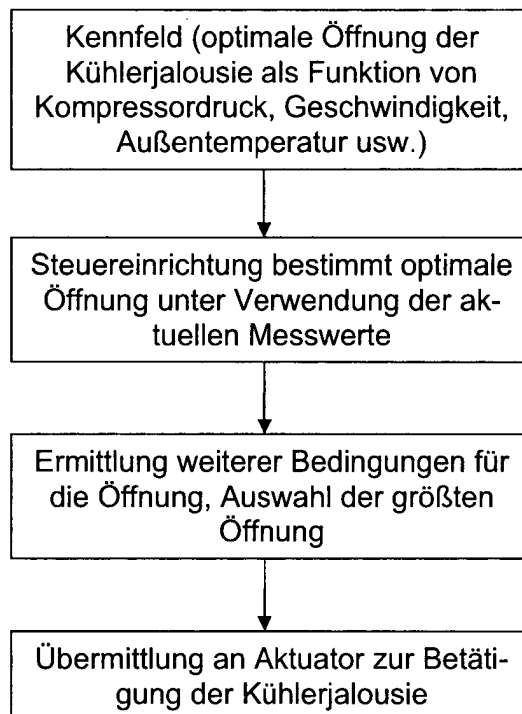 Kennfeld (optimale Öffnung der
Kühlerjalousie als Funktion von
Kompressordruck, Geschwindigkeit,
Außentemperatur usw.)
Steuereinrichtung bestimmt optimale
Öffnung unter Verwendung der ak-
tuellen Messwerte
Ermittlung weiterer Bedingungen für
die Öffnung, Auswahl der größten
Öffnung
Übermittlung an Aktuator zur Betäti-
gung der Kühlerjalousie